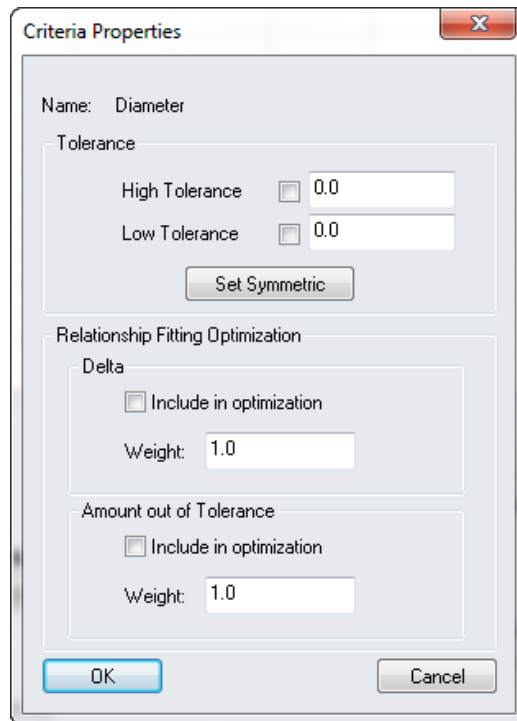 Criteria Properties
Name: Diameter
Tolerance
High Tolerance 0.0
Low Tolerance 0.0
Set Symmetric
Relationship Fitting Optimization
Delta
Include in optimization
Weight: 1.0
Amount out of Tolerance
Include in optimization
Weight: 1.0
OK Cancel